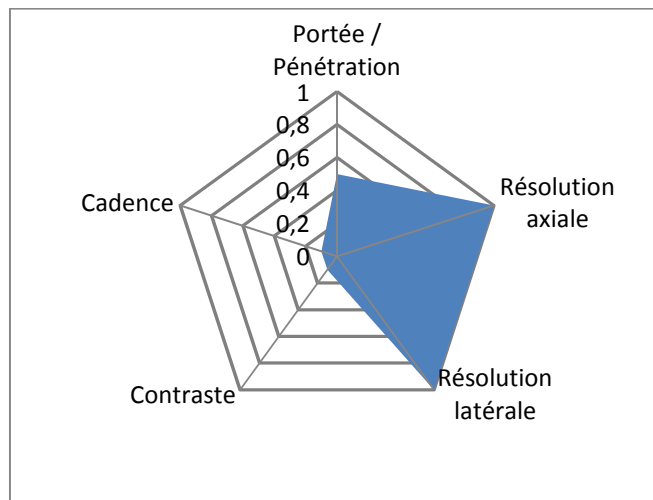 Portée /
Pénétration
1
0,8
0,6
0,4
0,2
0
Résolution
axiale
Résolution
latérale
Contraste
Cadence